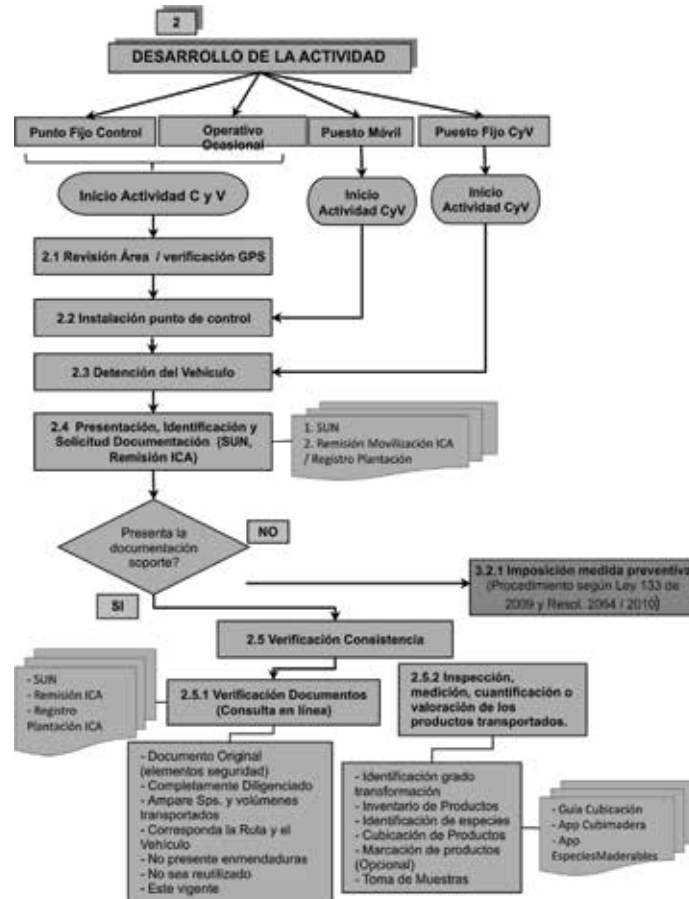 2
DESARROLLO DE LA ACTIVIDAD
Punto Fijo Control
Operativo
Ocasional
Puesto Móvil
Puesto Fijo CyV
Inicio Actividad C y V
Inicio
Actividad CyV
Inicio
Actividad CyV
2.1 Revisión Área / verificación GPS
2.2 Instalación punto de control
2.3 Detención del Vehículo
2.4 Presentación, Identificación y
Solicitud Documentación (SUN,
Remisión ICA)
1. SUN
2. Remisión Movilización ICA
/ Registro Plantación
Presenta la
documentación
soporte?
NO
SI
3.2.1 Imposición medida preventiva
(Procedimiento según Ley 133 de
2009 y Resol. 2064 / 2010)
2.5 Verificación Consistencia
- SUN
- Remisión ICA
- Registro
Plantación ICA
2.5.1 Verificación Documentos
(Consulta en línea)
2.5.2 Inspección,
medición, cuantificación o
valoración de los
productos transportados.
- Documento Original
(elementos seguridad)
- Completamente Diligenciado
- Ampare Sps. y volúmenes
transportados
- Corresponda la Ruta y el
Vehículo
- No presente enmendaduras
- No sea reutilizado
- Este vigente
- Identificación grado
transformación
- Inventario de Productos
- Identificación de especies
- Cubicación de Productos
- Marcación de productos
(Opcional)
- Toma de Muestras
- Guía Cubicación
- App Cubimadera
- Apo
EspeciesMaderables